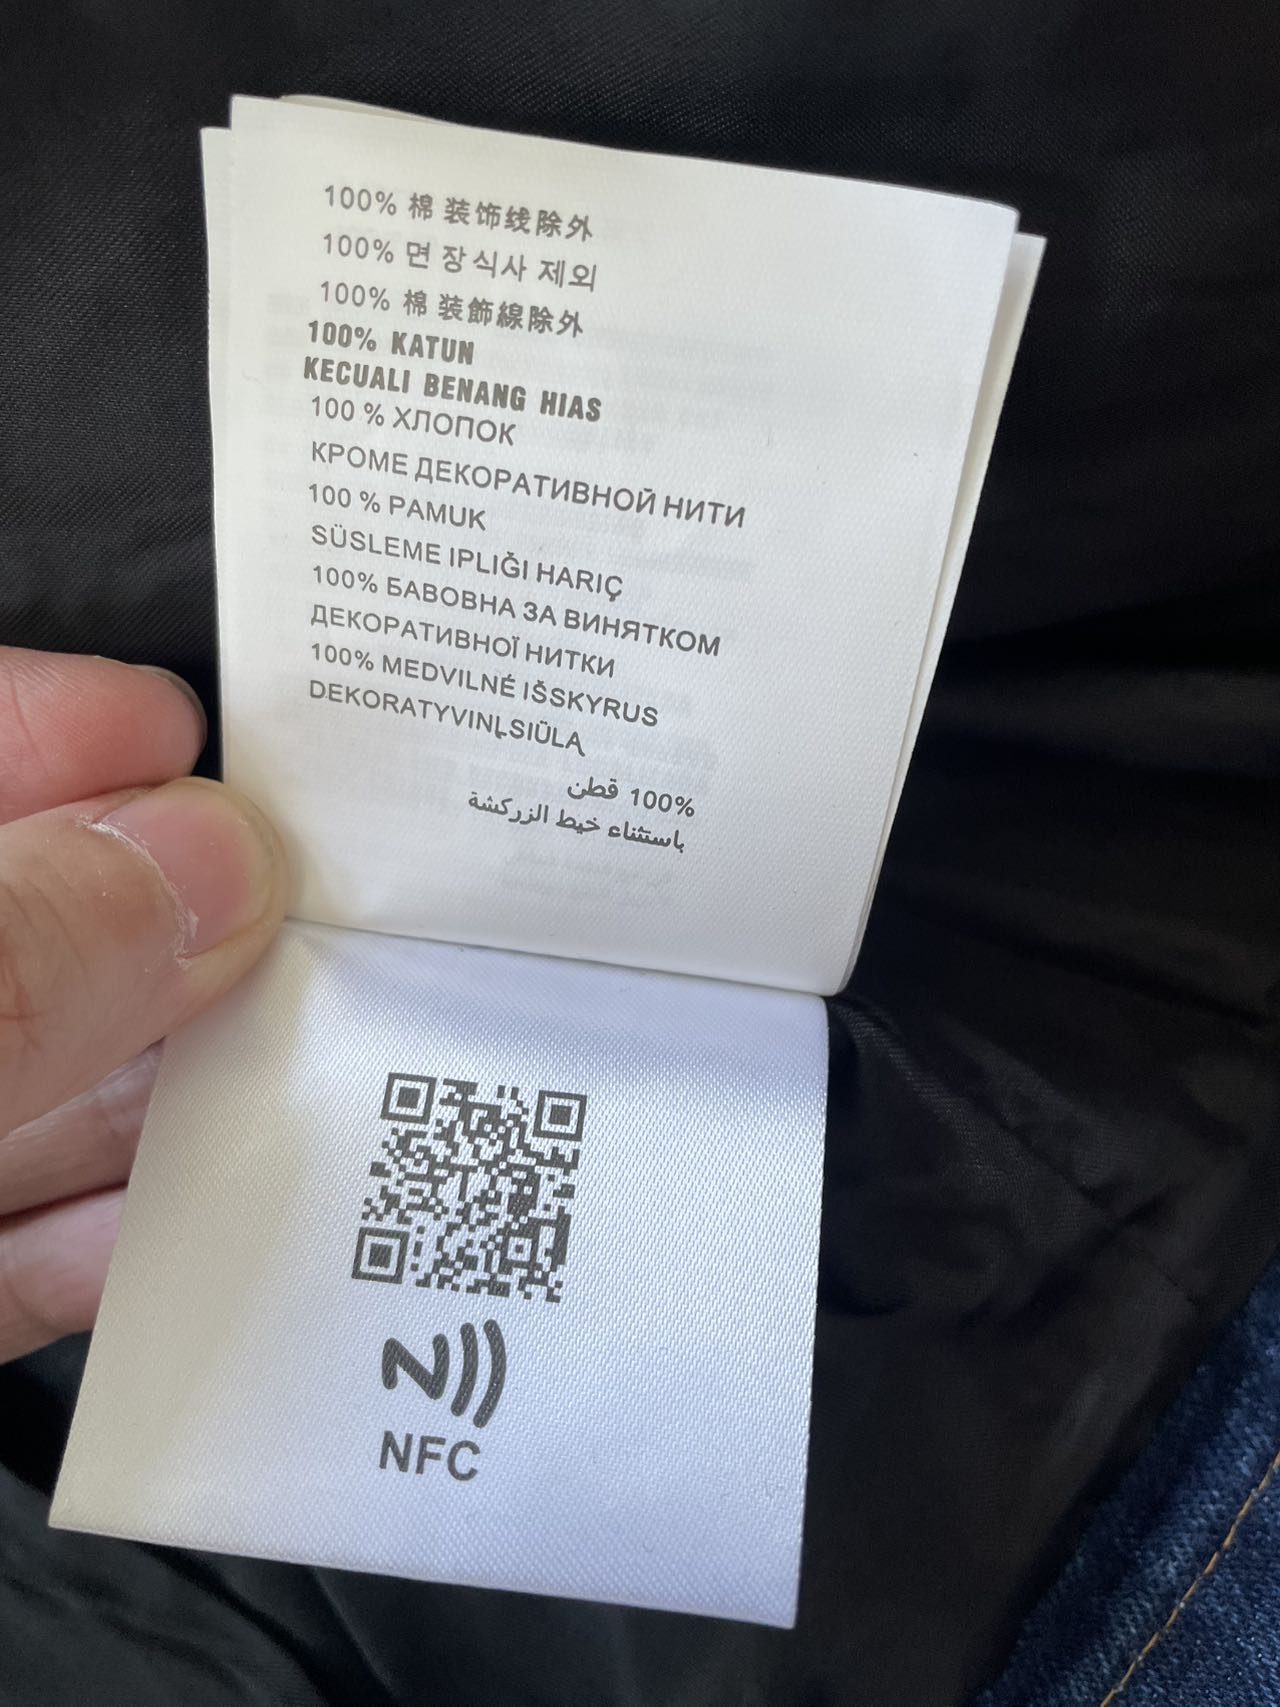 100% 棉 装饰线除外
100% 면 장식사 제외
100% 棉 装飾線除外
100% KATUN
KECUALI BENANG HIAS
100 % ХЛОПОК
КРОМЕ ДЕКОРАТИВНОЙ НИТИ
100 % PAMUK
SÜSLEME IPLIĞI HARIÇ
100% БАВОВНА ЗА ВИНЯТКОМ
ДЕКОРАТИВНОЇ НИТКИ
100% MEDVILNÉ IŠSKYRUS
DEKORATYVINĮ SIŪLĄ
100% قطن
باستثناء خيط الزركشة
NFC